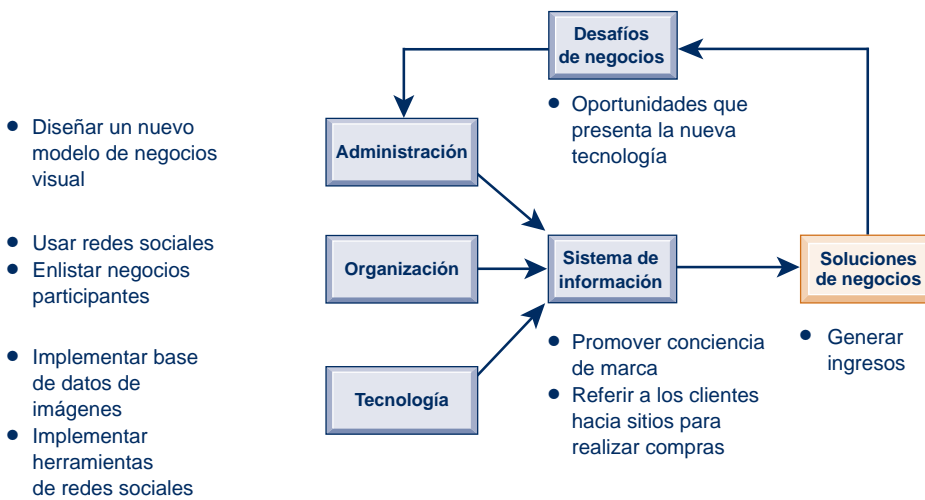 Desafíos
de negocios
• Oportunidades que
presenta la nueva
tecnología
• Diseñar un nuevo
modelo de negocios
visual
Administración
• Usar redes sociales
• Enlistar negocios
participantes
Organización
Sistema de
información
Soluciones
de negocios
• Implementar base
de datos de
imágenes
• Implementar
herramientas
de redes sociales
Tecnología
• Promover conciencia
de marca
• Referir a los clientes
hacia sitios para
realizar compras
• Generar
ingresos